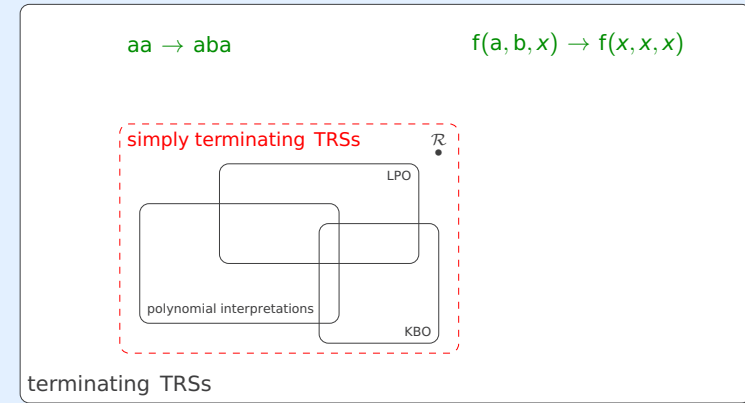 aa → aba
f(a, b, x) → f(x, x, x)
simply terminating TRSs
ℛ
LPO
polynomial interpretations
KBO
terminating TRSs